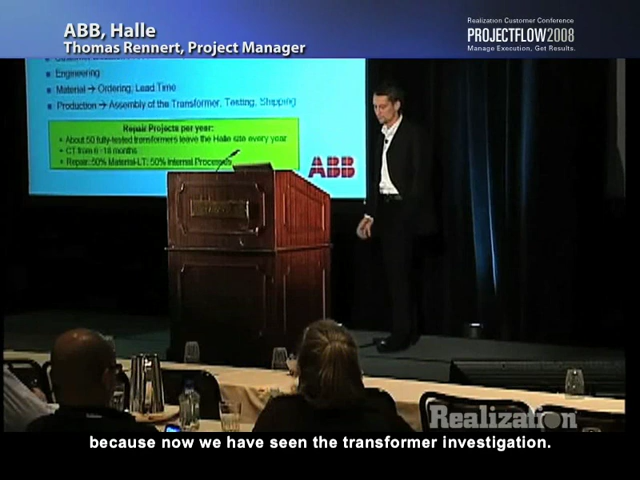 ABB, Halle
Thomas Rennert, Project Manager
Realization Customer Conference
PROJECTFLOW2008
Manage Execution, Get Results.
Engineering
Material → Ordering, Lead Time
Production → Assembly of the Transformer, Testing, Shipping
Repair Projects per year:
About 50 fully-tested transformers leave the Halle site every year
CT from 6 -18 months
Repair: 50% Material-LT; 50% Internal Processes
ABB
Realization
because now we have seen the transformer investigation.